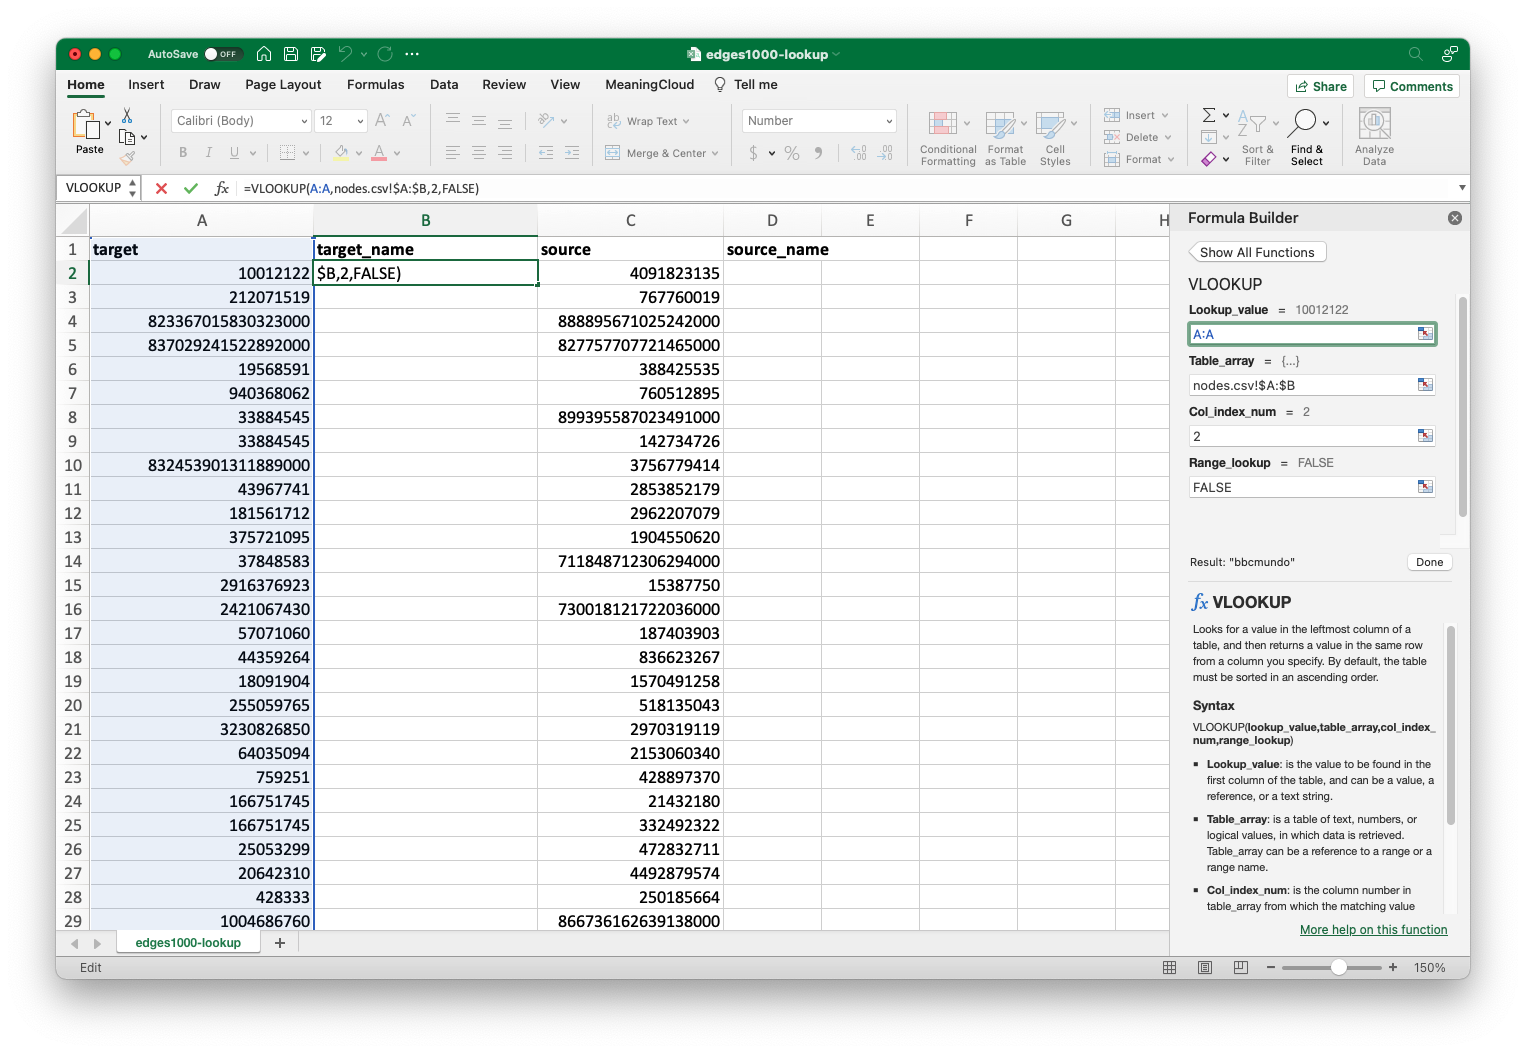 AutoSave OFF edges1000-lookup
Home Insert Draw Page Layout Formulas Data Review View MeaningCloud Tell me Share Comments
Paste
Calibri (Body) 12
B I U
Wrap Text
Merge & Center
Number
Conditional Formatting
Format as Table
Cell Styles
Insert
Delete
Format
Sort & Filter
Find & Select
Analyze Data
VLOOKUP fx =VLOOKUP(A:A,nodes.csv!$A:$B,2,FALSE)
A B C D E F G H
1 target target_name source source_name
2 10012122 $B,2,FALSE) 4091823135
3 212071519 767760019
4 823367015830323000 888895671025242000
5 837029241522892000 827757707721465000
6 19568591 388425535
7 940368062 760512895
8 33884545 899395587023491000
9 33884545 142734726
10 832453901311889000 3756779414
11 43967741 2853852179
12 181561712 2962207079
13 375721095 1904550620
14 37848583 711848712306294000
15 2916376923 15387750
16 2421067430 730018121722036000
17 57071060 187403903
18 44359264 836623267
19 18091904 1570491258
20 255059765 518135043
21 3230826850 2970319119
22 64035094 2153060340
23 759251 428897370
24 166751745 21432180
25 166751745 332492322
26 25053299 472832711
27 20642310 4492879574
28 428333 250185664
29 1004686760 866736162639138000
Formula Builder
Show All Functions
VLOOKUP
Lookup_value = 10012122
A:A
Table_array = {...}
nodes.csv!$A:$B
Col_index_num = 2
2
Range_lookup = FALSE
FALSE
Result: "bbcmundo" Done
fx VLOOKUP
Looks for a value in the leftmost column of a
table, and then returns a value in the same row
from a column you specify. By default, the table
must be sorted in an ascending order.
Syntax
VLOOKUP(lookup_value,table_array,col_index_
num,range_lookup)
▪ Lookup_value: is the value to be found in the
first column of the table, and can be a value, a
reference, or a text string.
▪ Table_array: is a table of text, numbers, or
logical values, in which data is retrieved.
Table_array can be a reference to a range or a
range name.
▪ Col_index_num: is the column number in
table_array from which the matching value
More help on this function
edges1000-lookup +
Edit 150%